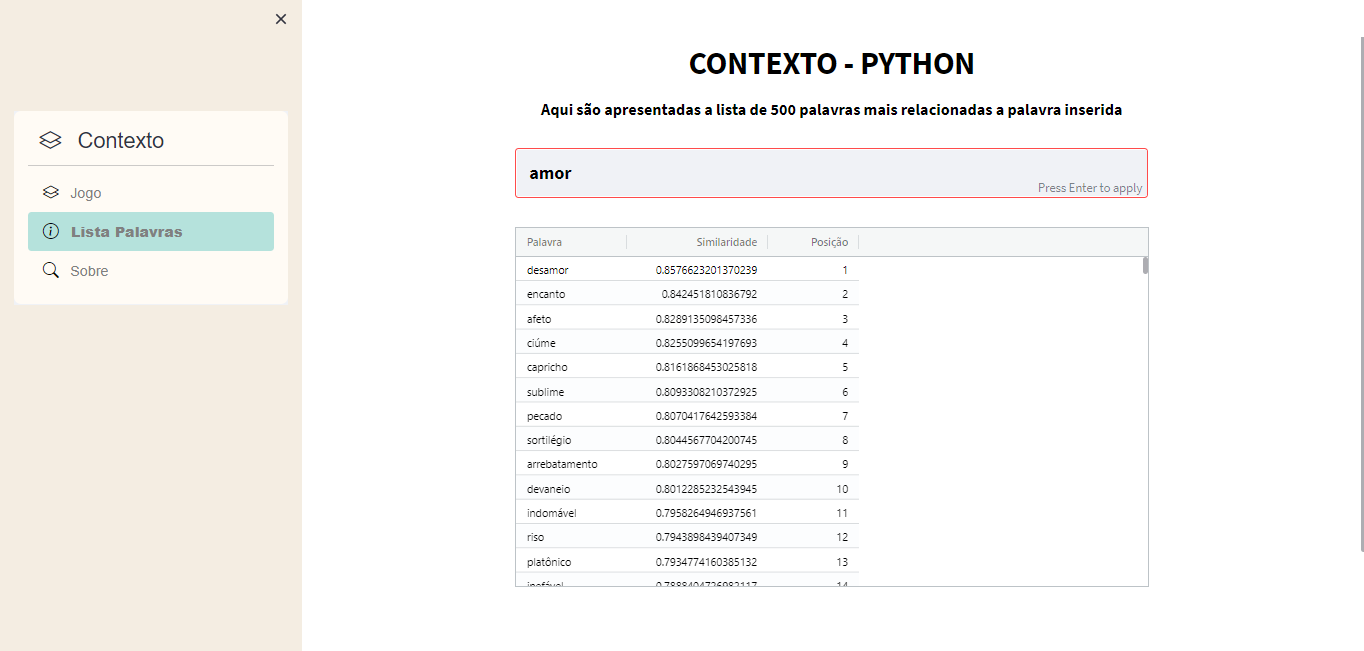 Contexto
Jogo
Lista Palavras
Sobre
CONTEXTO - PYTHON
Aqui são apresentadas a lista de 500 palavras mais relacionadas a palavra inserida
amor
Press Enter to apply
Palavra Similaridade Posição
desamor 0.8576623201370239 1
encanto 0.842451810836792 2
afeto 0.8289135098457336 3
ciúme 0.8255099654197693 4
capricho 0.8161868453025818 5
sublime 0.8093308210372925 6
pecado 0.8070417642593384 7
sortilégio 0.8044567704200745 8
arrebatamento 0.8027597069740295 9
devaneio 0.8012285232543945 10
indomável 0.7958264946937561 11
riso 0.7943898439407349 12
platônico 0.7934774160385132 13
inefável 14